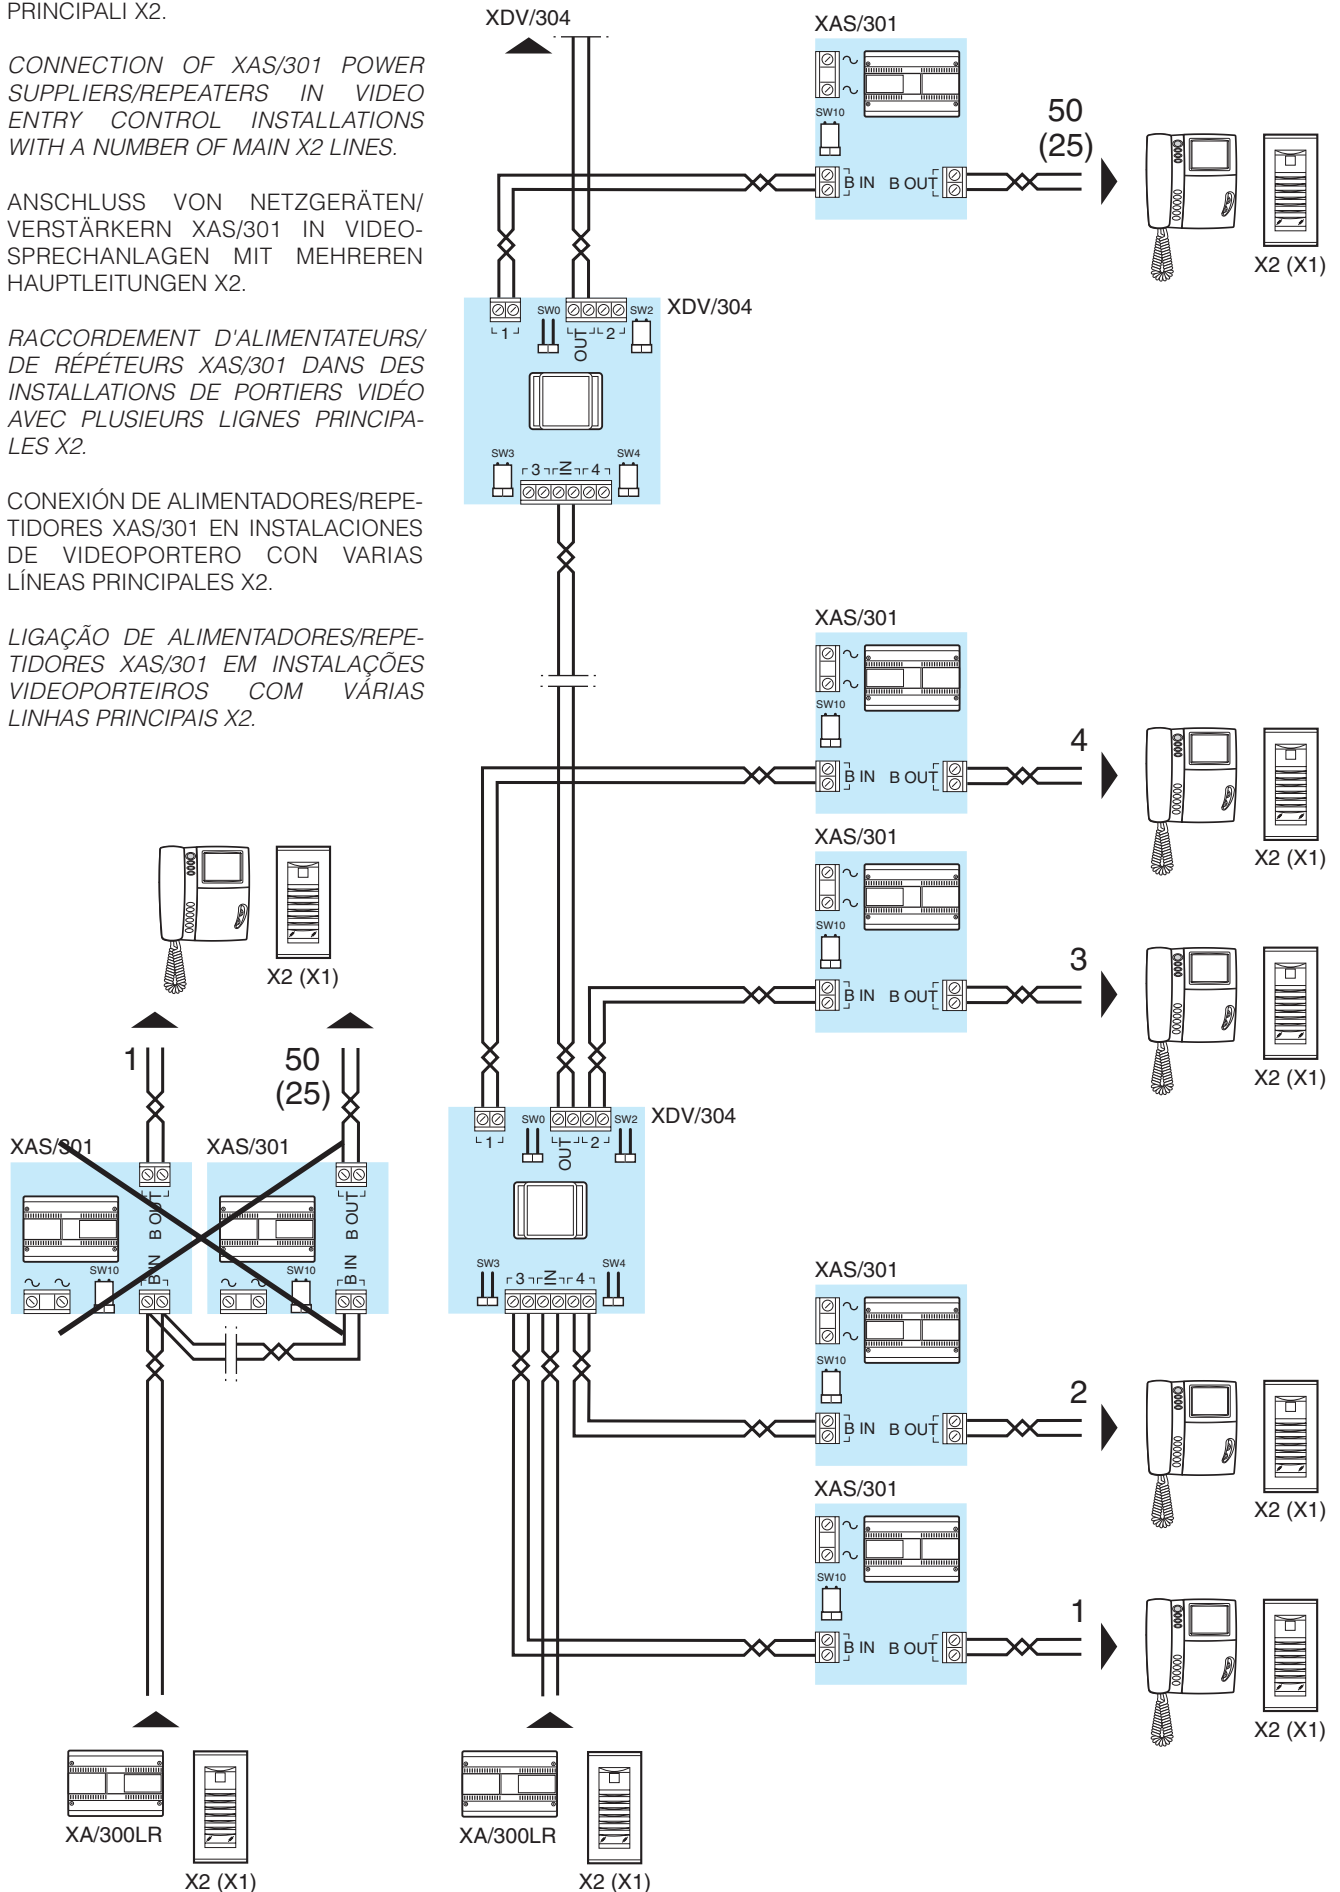 PRINCIPALI X2.
CONNECTION OF XAS/301 POWER
SUPPLIERS/REPEATERS IN VIDEO
ENTRY CONTROL INSTALLATIONS
WITH A NUMBER OF MAIN X2 LINES.
ANSCHLUSS VON NETZGERÄTEN/
VERSTÄRKERN XAS/301 IN VIDEO-
SPRECHANLAGEN MIT MEHREREN
HAUPTLEITUNGEN X2.
RACCORDEMENT D'ALIMENTATEURS/
DE RÉPÉTEURS XAS/301 DANS DES
INSTALLATIONS DE PORTIERS VIDÉO
AVEC PLUSIEURS LIGNES PRINCIPA-
LES X2.
CONEXIÓN DE ALIMENTADORES/REPE-
TIDORES XAS/301 EN INSTALACIONES
DE VIDEOPORTERO CON VARIAS
LÍNEAS PRINCIPALES X2.
LIGAÇÃO DE ALIMENTADORES/REPE-
TIDORES XAS/301 EM INSTALAÇÕES
VIDEOPORTEIROS COM VÁRIAS
LINHAS PRINCIPAIS X2.
X2 (X1)
1
50
(25)
XAS/301
XAS/301
B OUT
B OUT
B IN
B IN
SW10
SW10
XA/300LR
X2 (X1)
XDV/304
XAS/301
SW10
B IN B OUT
50
(25)
X2 (X1)
XDV/304
1
SW0
OUT
2
SW2
SW3
3
IN
4
SW4
XAS/301
SW10
B IN B OUT
4
X2 (X1)
XAS/301
SW10
B IN B OUT
3
X2 (X1)
XDV/304
1
SW0
OUT
2
SW2
SW3
3
IN
4
SW4
XAS/301
SW10
B IN B OUT
2
X2 (X1)
XAS/301
SW10
B IN B OUT
1
X2 (X1)
XA/300LR
X2 (X1)